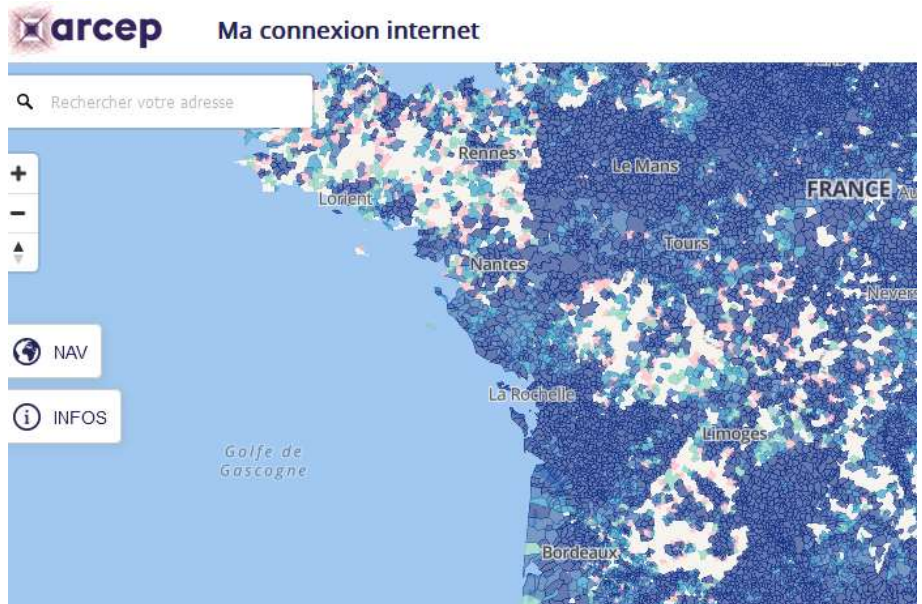 arcep
Ma connexion internet
Rechercher votre adresse
Rennes
Le Mans
FRANCE
Lorient
Tours
Nantes
Nevers
NAV
La Rochelle
INFOS
Limoges
Golfe de
Gascogne
Bordeaux